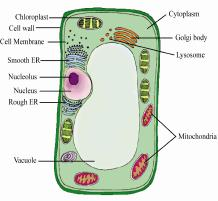 Chloroplast
Cell wall
Cell Membrane
Smooth ER
Nucleolus
Nucleus
Rough ER
Vacuole
Cytoplasm
Golgi body
Lysosome
Mitochondria